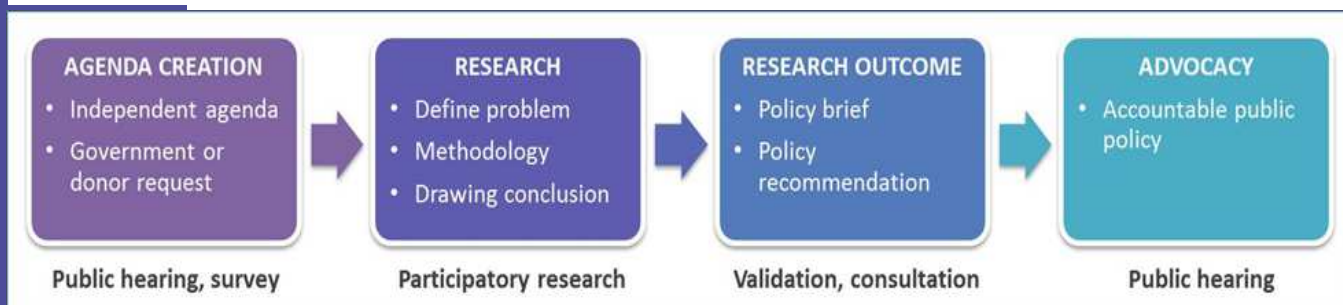 AGENDA CREATION
• Independent agenda
• Government or
donor request
RESEARCH
• Define problem
• Methodology
• Drawing conclusion
RESEARCH OUTCOME
• Policy brief
• Policy
recommendation
ADVOCACY
• Accountable public
policy
Public hearing, survey
Participatory research
Validation, consultation
Public hearing